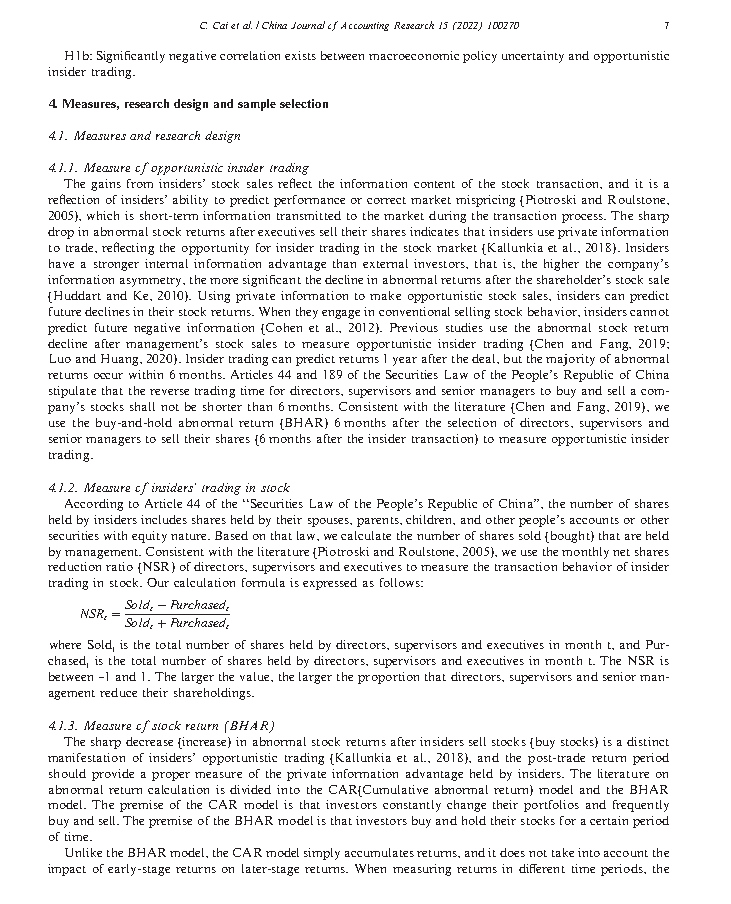 C. Cai et al. / China Journal of Accounting Research 15 (2022) 100270 7
H1b: Significantly negative correlation exists between macroeconomic policy uncertainty and opportunistic
insider trading.
4. Measures, research design and sample selection
4.1. Measures and research design
4.1.1. Measure of opportunistic insider trading
The gains from insiders’ stock sales reflect the information content of the stock transaction, and it is a
reflection of insiders’ ability to predict performance or correct market mispricing (Piotroski and Roulstone,
2005), which is short-term information transmitted to the market during the transaction process. The sharp
drop in abnormal stock returns after executives sell their shares indicates that insiders use private information
to trade, reflecting the opportunity for insider trading in the stock market (Kallunkia et al., 2018). Insiders
have a stronger internal information advantage than external investors, that is, the higher the company’s
information asymmetry, the more significant the decline in abnormal returns after the shareholder’s stock sale
(Huddart and Ke, 2010). Using private information to make opportunistic stock sales, insiders can predict
future declines in their stock returns. When they engage in conventional selling stock behavior, insiders cannot
predict future negative information (Cohen et al., 2012). Previous studies use the abnormal stock return
decline after management’s stock sales to measure opportunistic insider trading (Chen and Fang, 2019;
Luo and Huang, 2020). Insider trading can predict returns 1 year after the deal, but the majority of abnormal
returns occur within 6 months. Articles 44 and 189 of the Securities Law of the People’s Republic of China
stipulate that the reverse trading time for directors, supervisors and senior managers to buy and sell a com-
pany’s stocks shall not be shorter than 6 months. Consistent with the literature (Chen and Fang, 2019), we
use the buy-and-hold abnormal return (BHAR) 6 months after the selection of directors, supervisors and
senior managers to sell their shares (6 months after the insider transaction) to measure opportunistic insider
trading.
4.1.2. Measure of insiders’ trading in stock
According to Article 44 of the “Securities Law of the People’s Republic of China”, the number of shares
held by insiders includes shares held by their spouses, parents, children, and other people’s accounts or other
securities with equity nature. Based on that law, we calculate the number of shares sold (bought) that are held
by management. Consistent with the literature (Piotroski and Roulstone, 2005), we use the monthly net shares
reduction ratio (NSR) of directors, supervisors and executives to measure the transaction behavior of insider
trading in stock. Our calculation formula is expressed as follows:
NSRt = (Soldt − Purchasedt) / (Soldt + Purchasedt)
where Soldt is the total number of shares held by directors, supervisors and executives in month t, and Pur-
chasedt is the total number of shares held by directors, supervisors and executives in month t. The NSR is
between –1 and 1. The larger the value, the larger the proportion that directors, supervisors and senior man-
agement reduce their shareholdings.
4.1.3. Measure of stock return (BHAR)
The sharp decrease (increase) in abnormal stock returns after insiders sell stocks (buy stocks) is a distinct
manifestation of insiders’ opportunistic trading (Kallunkia et al., 2018), and the post-trade return period
should provide a proper measure of the private information advantage held by insiders. The literature on
abnormal return calculation is divided into the CAR(Cumulative abnormal return) model and the BHAR
model. The premise of the CAR model is that investors constantly change their portfolios and frequently
buy and sell. The premise of the BHAR model is that investors buy and hold their stocks for a certain period
of time.
Unlike the BHAR model, the CAR model simply accumulates returns, and it does not take into account the
impact of early-stage returns on later-stage returns. When measuring returns in different time periods, the